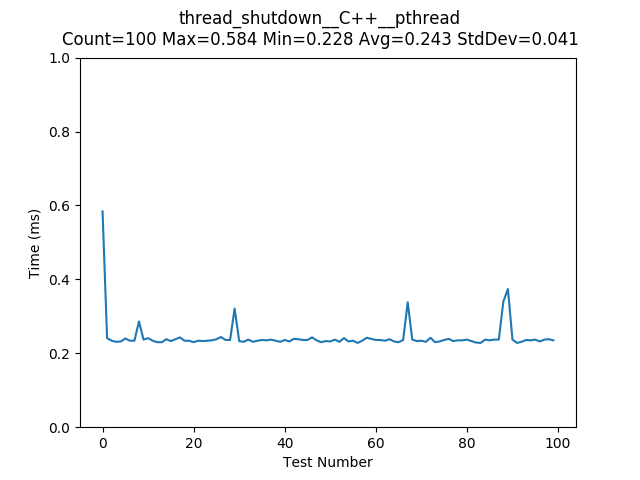 thread_shutdown__C++__pthread
Count=100 Max=0.584 Min=0.228 Avg=0.243 StdDev=0.041
1.0
0.8
0.6
0.4
0.2
0.0
Time (ms)
0 20 40 60 80 100
Test Number